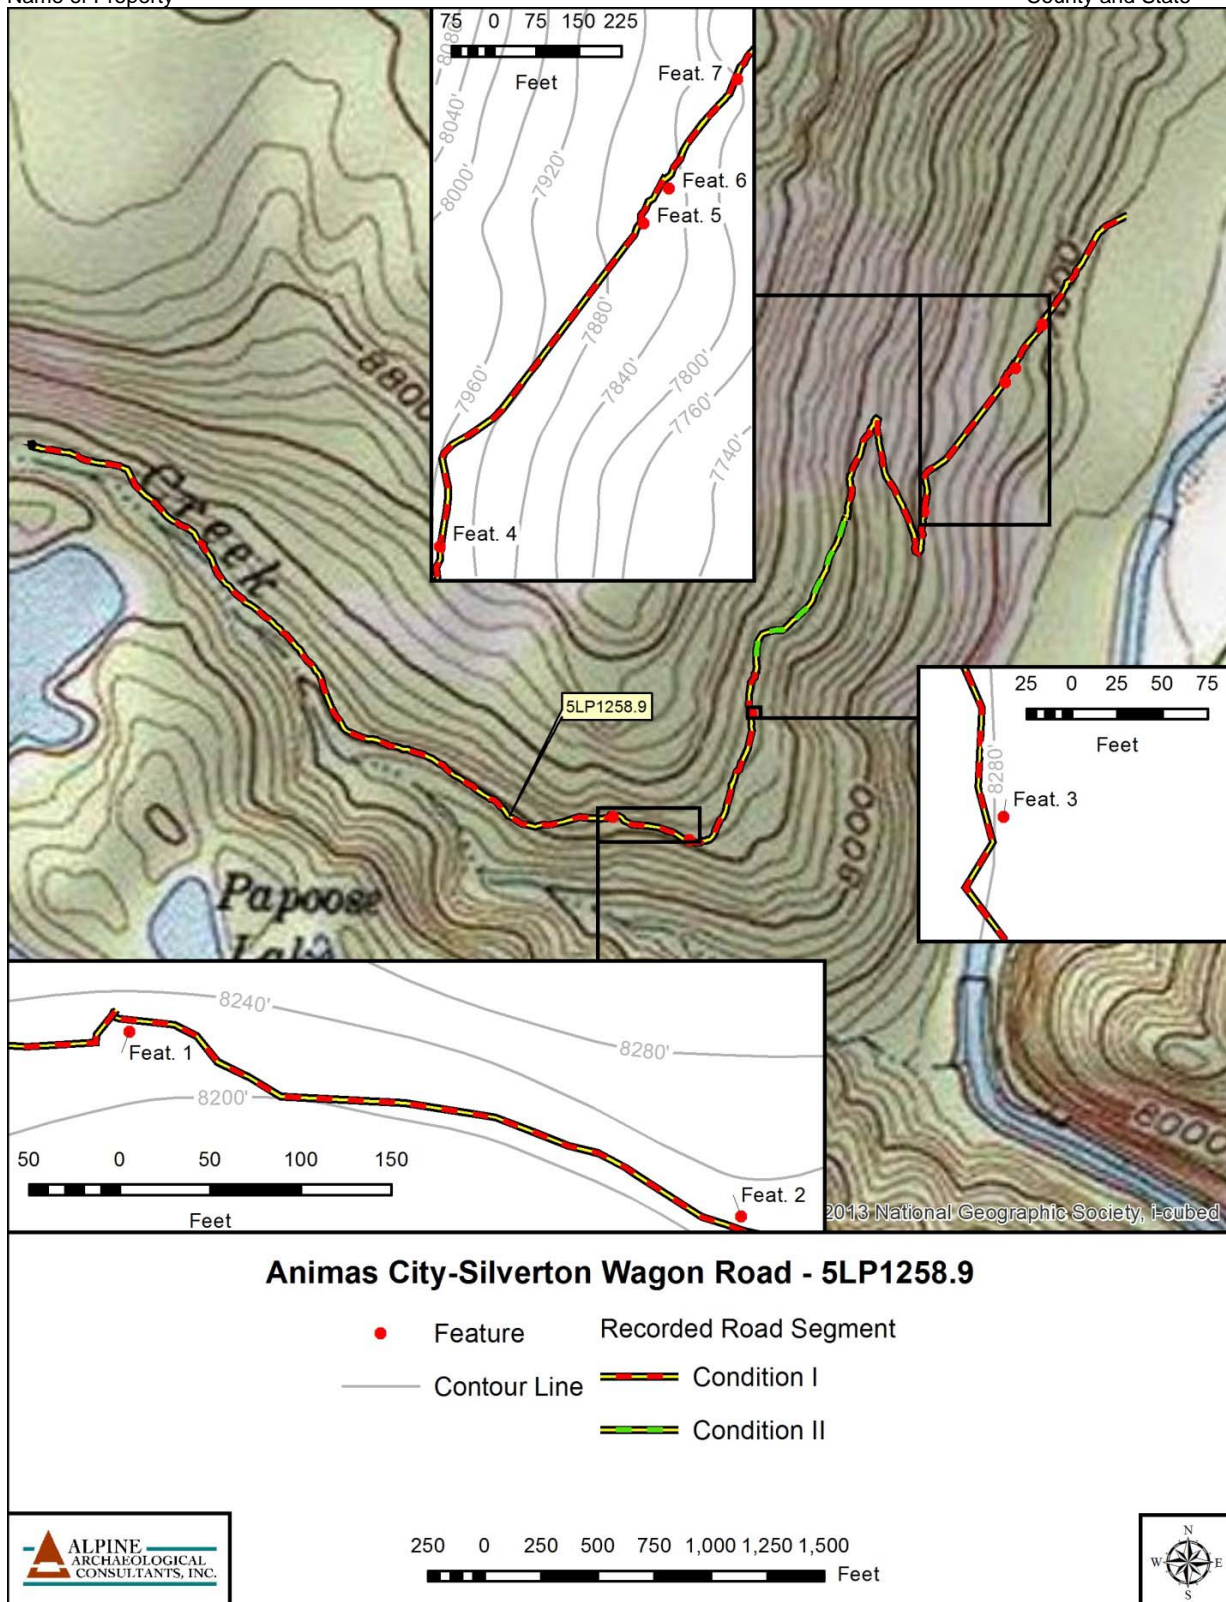 Name of Property
County and State
75 0 75 150 225
Feet
8080'
8040'
8000'
7920'
7960'
7880'
7840'
7800'
7760'
7740'
Feat. 7
Feat. 6
Feat. 5
Feat. 4
8800
Creek
5LP1258.9
25 0 25 50 75
Feet
8280'
Feat. 3
8000
Papoose
Lake
8240'
8280'
8200'
Feat. 1
Feat. 2
50 0 50 100 150
Feet
8000
2013 National Geographic Society, i-cubed
Animas City-Silverton Wagon Road - 5LP1258.9
Feature
Recorded Road Segment
Contour Line
Condition I
Condition II
ALPINE
ARCHAEOLOGICAL
CONSULTANTS, INC.
250 0 250 500 750 1,000 1,250 1,500
Feet
N
W E
S